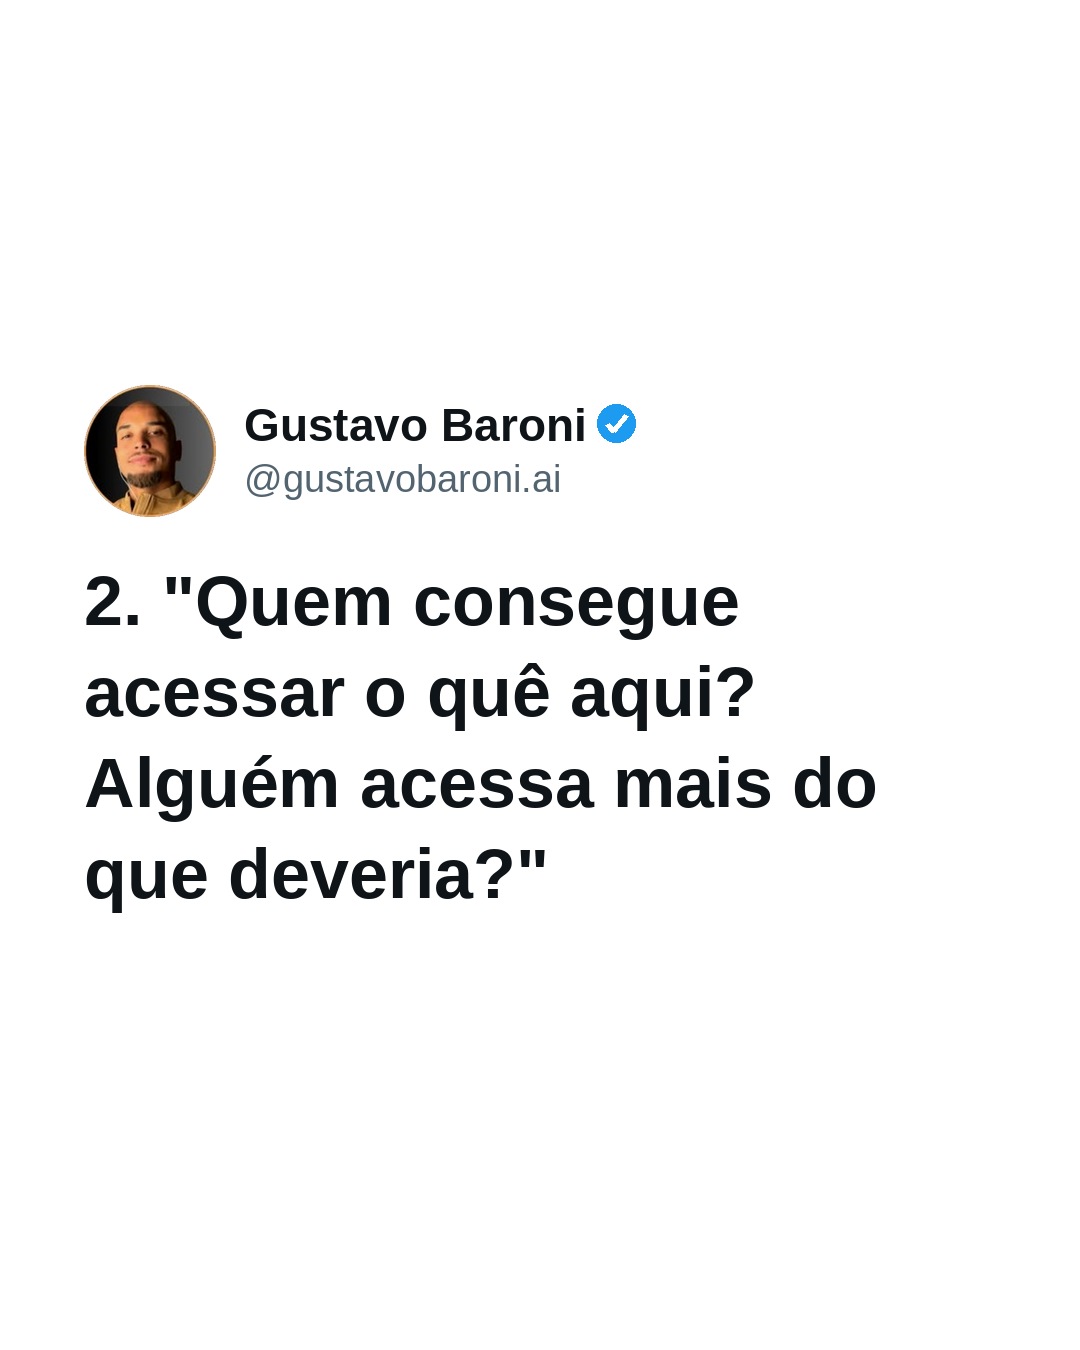 Gustavo Baroni
@gustavobaroni.ai
2. "Quem consegue
acessar o quê aqui?
Alguém acessa mais do
que deveria?"